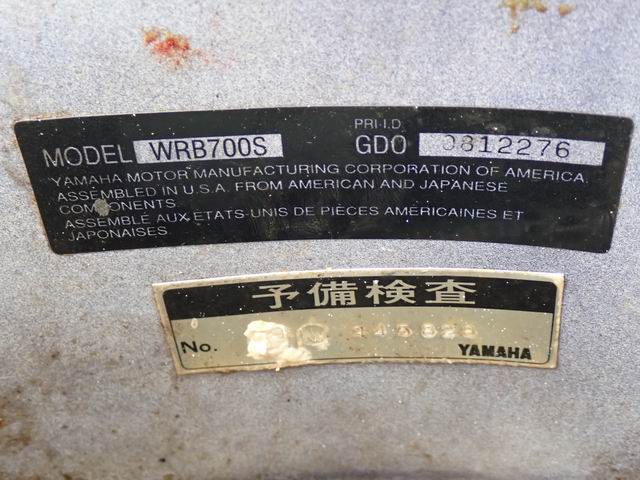 PRI-I.D.
MODEL WRB700S GDO 0812276
YAMAHA MOTOR MANUFACTURING CORPORATION OF AMERICA
ASSEMBLED IN U.S.A. FROM AMERICAN AND JAPANESE
COMPONENTS.
ASSEMBLÉ AUX ETATS-UNIS DE PIÈCES AMÉRICAINES ET
JAPONAISES.
予備検査
No.
YAMAHA